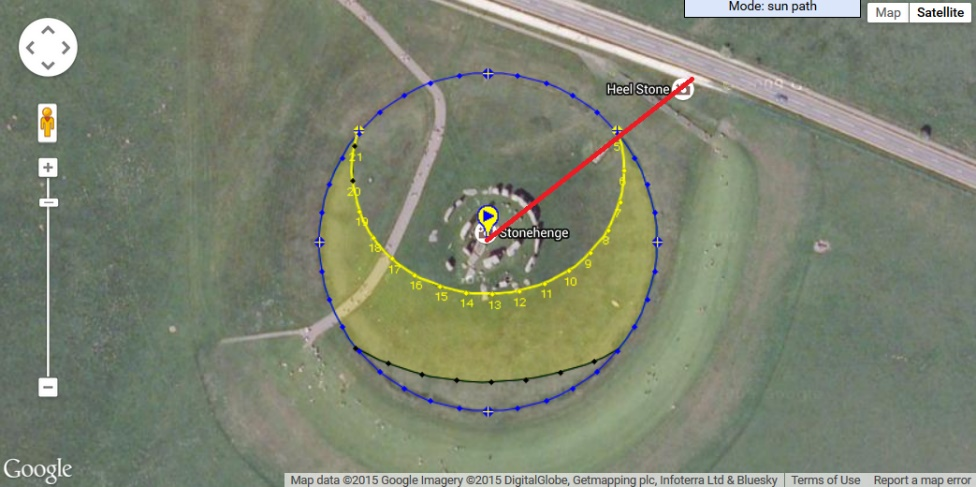 Mode: sun path
Map Satellite
Heel Stone
Stonehenge
21
20
19
18
17
16
15
14
13
12
11
10
9
8
7
6
5
Google
Map data ©2015 Google Imagery ©2015 DigitalGlobe, Getmapping plc, Infoterra Ltd & Bluesky Terms of Use Report a map error